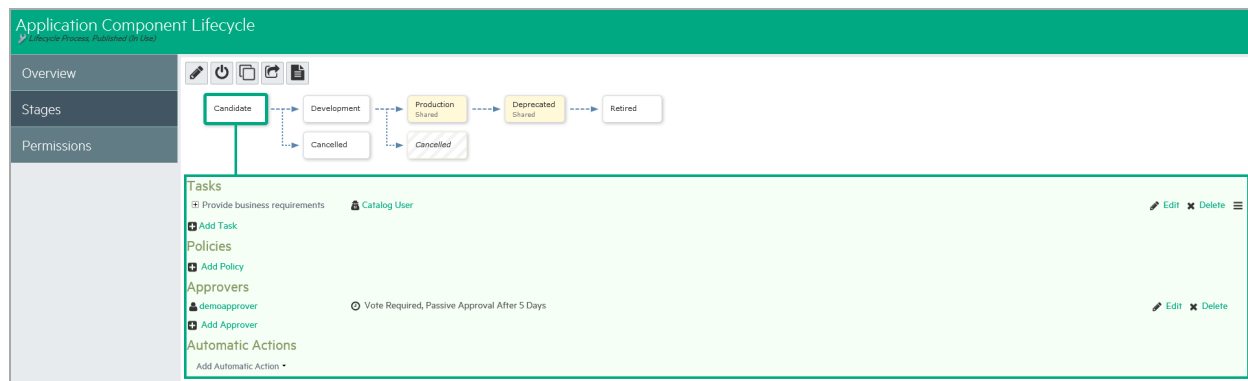 Application Component Lifecycle
Lifecycle Process, Published (In Use)
Overview
Stages
Permissions
Candidate
Development
Production
Shared
Deprecated
Shared
Retired
Cancelled
Cancelled
Tasks
Provide business requirements Catalog User Edit Delete
Add Task
Policies
Add Policy
Approvers
demoapprover Vote Required, Passive Approval After 5 Days Edit Delete
Add Approver
Automatic Actions
Add Automatic Action